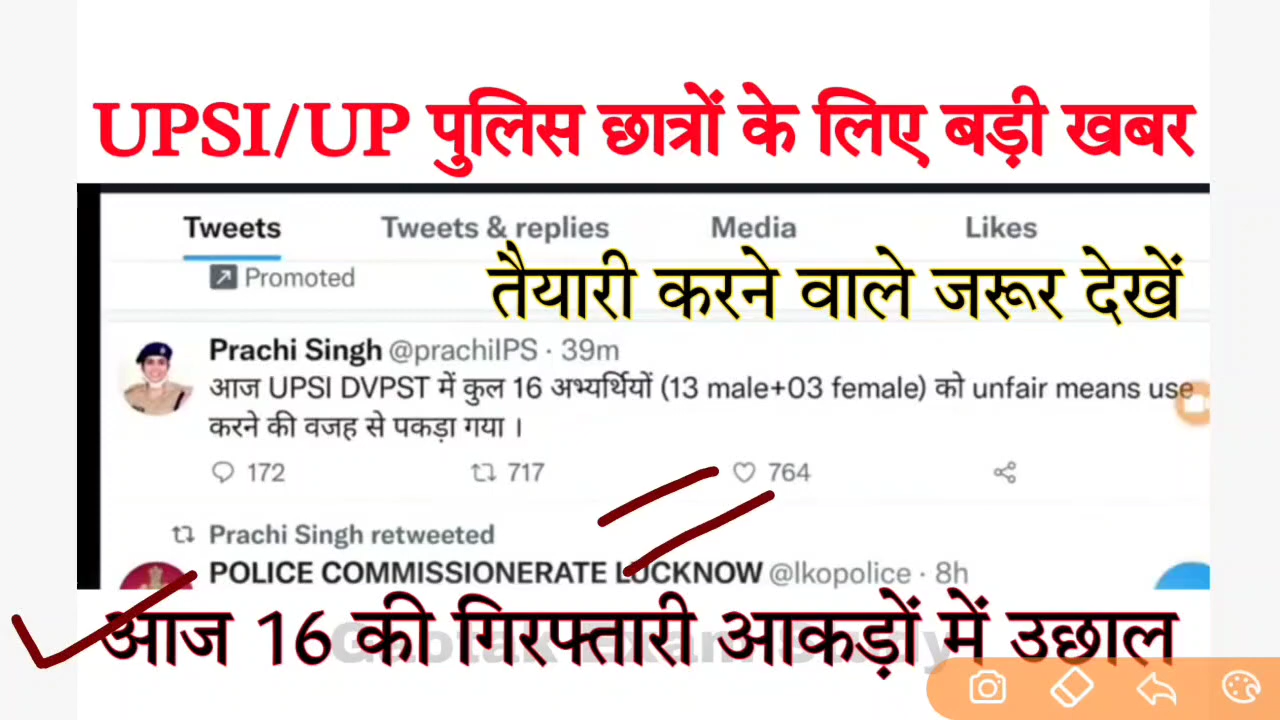 UPSI/UP पुलिस छात्रों के लिए बड़ी खबर
Tweets Tweets & replies Media Likes
Promoted
तैयारी करने वाले जरूर देखें
Prachi Singh @prachiIPS · 39m
आज UPSI DVPST में कुल 16 अभ्यर्थियों (13 male+03 female) को unfair means use
करने की वजह से पकड़ा गया ।
172 717 764
Prachi Singh retweeted
POLICE COMMISSIONERATE LUCKNOW @lkopolice · 8h
आज 16 की गिरफ्तारी आकड़ों में उछाल